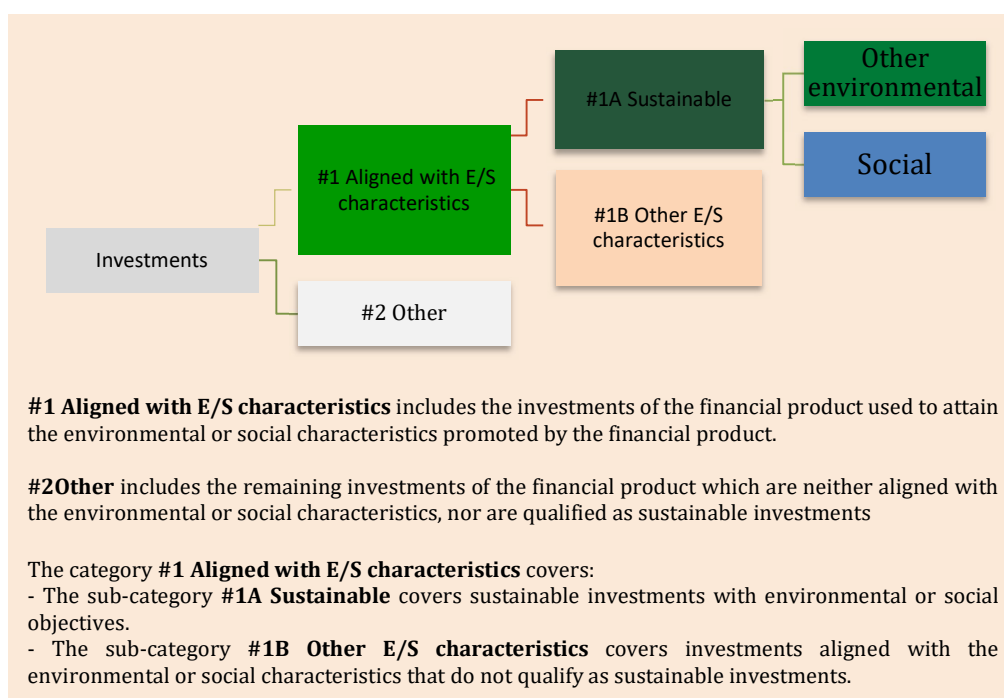 Other
environmental
#1A Sustainable
Social
#1 Aligned with E/S
characteristics
#1B Other E/S
characteristics
Investments
#2 Other
#1 Aligned with E/S characteristics includes the investments of the financial product used to attain
the environmental or social characteristics promoted by the financial product.
#2Other includes the remaining investments of the financial product which are neither aligned with
the environmental or social characteristics, nor are qualified as sustainable investments
The category #1 Aligned with E/S characteristics covers:
- The sub-category #1A Sustainable covers sustainable investments with environmental or social
objectives.
- The sub-category #1B Other E/S characteristics covers investments aligned with the
environmental or social characteristics that do not qualify as sustainable investments.